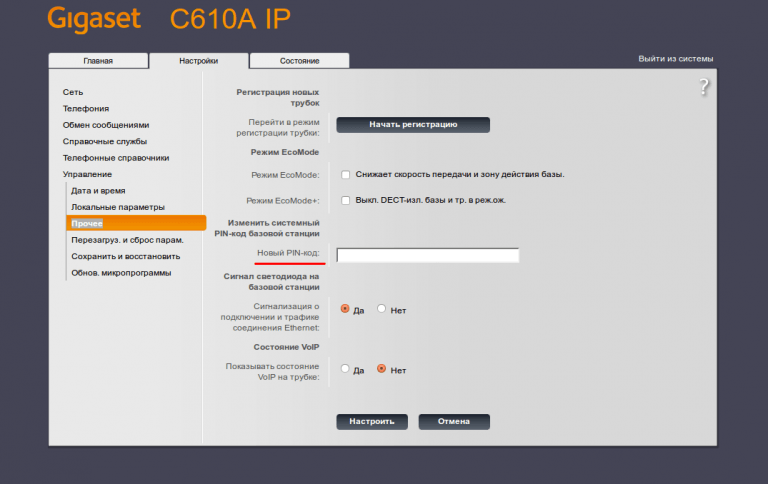 Gigaset C610A IP
Главная Настройки Состояние Выйти из системы
?
Сеть
Телефония
Обмен сообщениями
Справочные службы
Телефонные справочники
Управление
Дата и время
Локальные параметры
Прочее
Перезагруз. и сброс парам.
Сохранить и восстановить
Обнов. микропрограммы
Регистрация новых
трубок
Перейти в режим
регистрации трубки:
Начать регистрацию
Режим EcoMode
Режим EcoMode: Снижает скорость передачи и зону действия базы.
Режим EcoMode+: Выкл. DECT-изл. базы и тр. в реж.ож.
Изменить системный
PIN-код базовой станции
Новый PIN-код:
Сигнал светодиода на
базовой станции
Сигнализация о
подключении и трафике
соединения Ethernet:
Да Нет
Состояние VoIP
Показывать состояние
VoIP на трубке:
Да Нет
Настроить Отмена